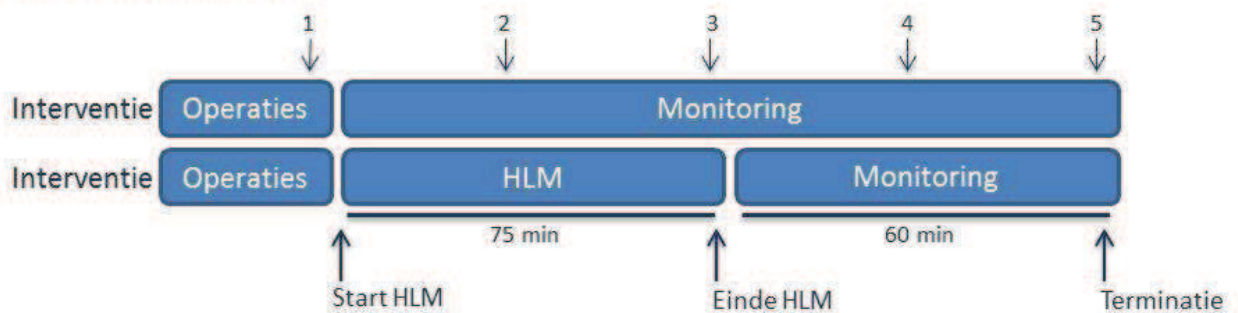 1 2 3 4 5
Interventie Operaties Monitoring
Interventie Operaties HLM Monitoring
75 min 60 min
Start HLM Einde HLM Terminatie